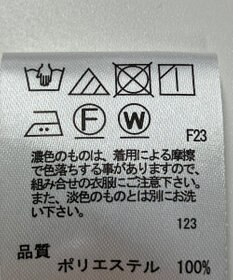 F
W
F23
濃色のものは、着用による摩擦
で色落ちする事がありますので、
組み合せの衣服にご注意下さい。
また、淡色のものとは別にお洗
い下さい。
123
品質
ポリエステル 100%